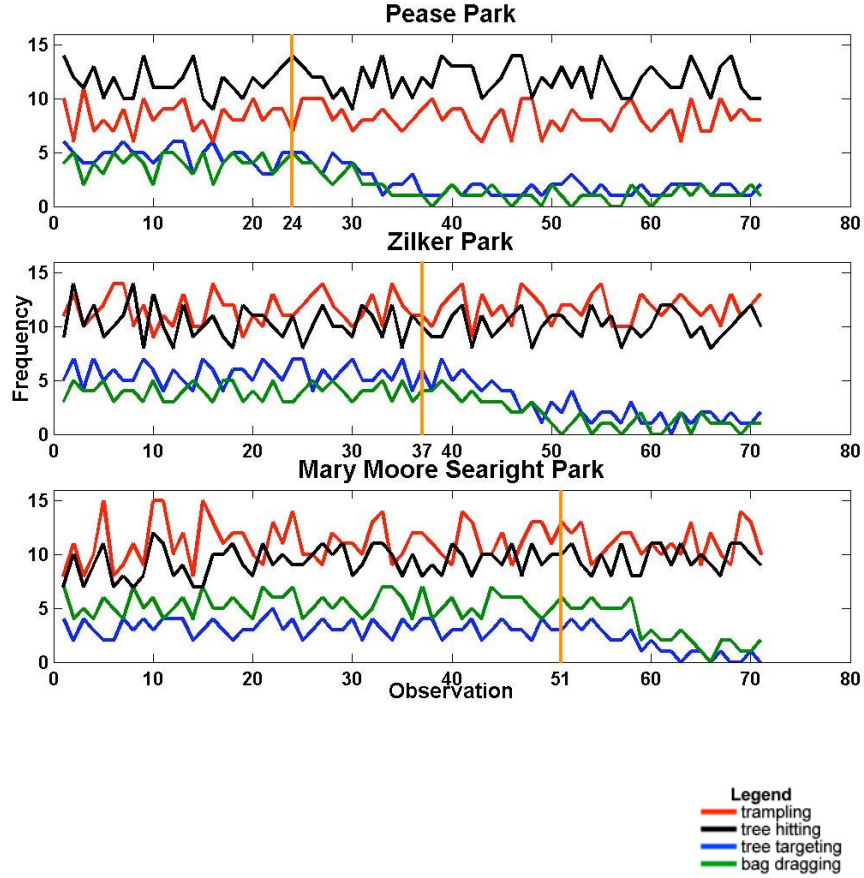 Pease Park
15
10
5
0
0 10 20 24 30 40 50 60 70 80
Zilker Park
15
10
5
0
0 10 20 30 37 40 50 60 70 80
Frequency
Mary Moore Searight Park
15
10
5
0
0 10 20 30 40 51 60 70 80
Observation
Legend
trampling
tree hitting
tree targeting
bag dragging